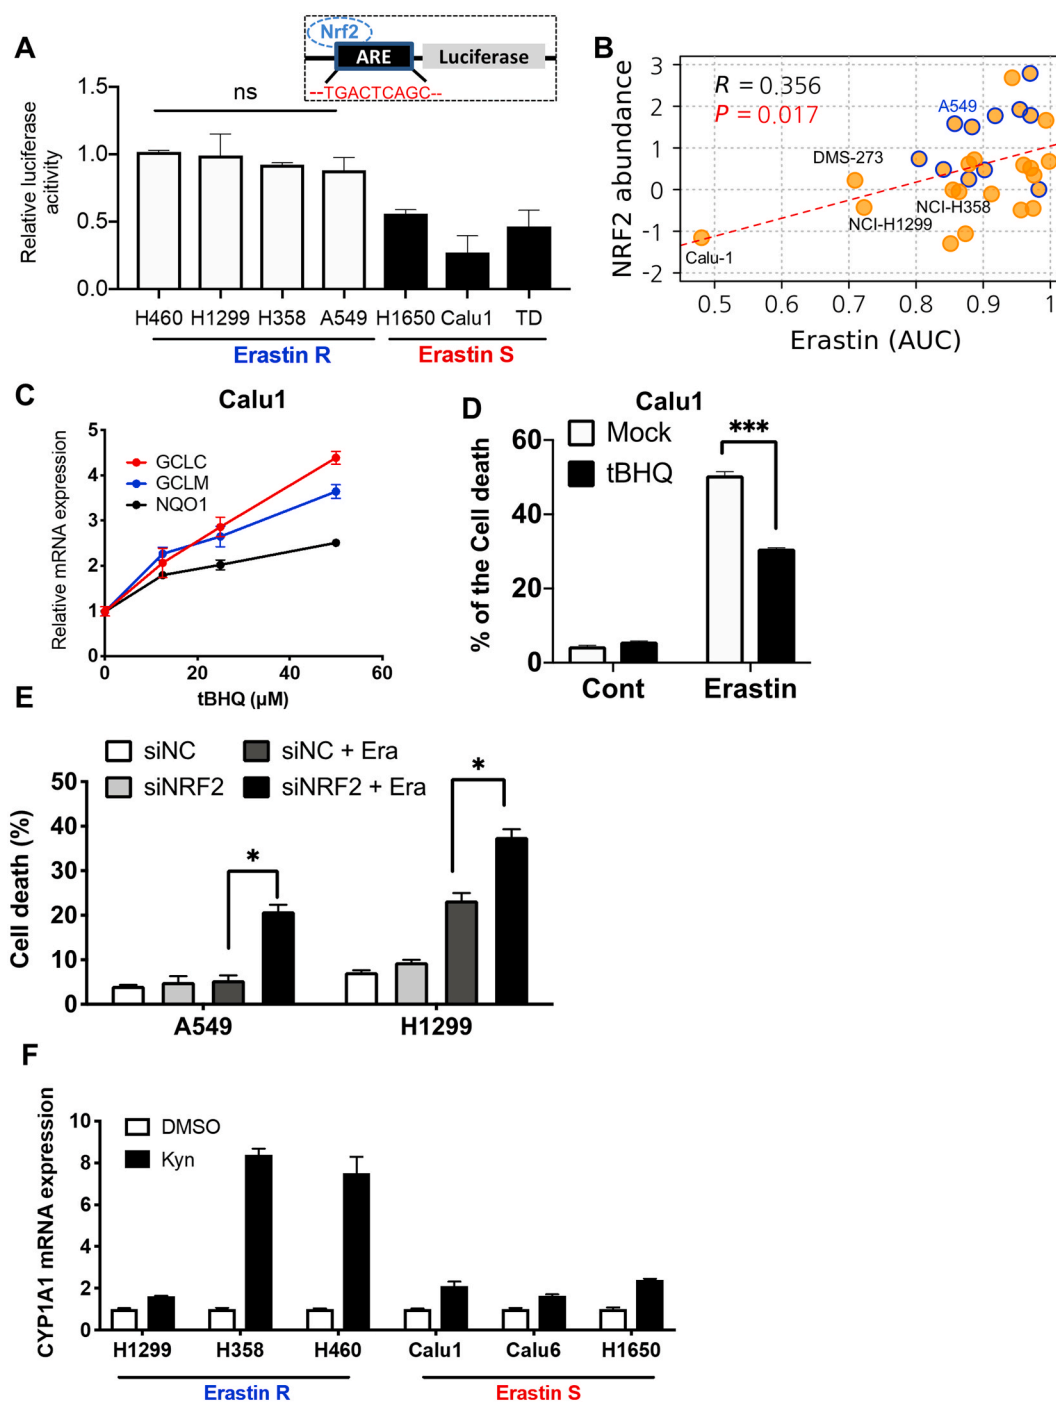 A
Nrf2
ARE
Luciferase
--TGACTCAGC--
ns
Relative luciferase
acitivity
1.5
1.0
0.5
0.0
H460 H1299 H358 A549 H1650 Calu1 TD
Erastin R
Erastin S
B
R = 0.356
P = 0.017
A549
DMS-273
NCI-H358
NCI-H1299
Calu-1
NRF2 abundance
3
2
1
0
-1
-2
0.5 0.6 0.7 0.8 0.9 1
Erastin (AUC)
C
Calu1
GCLC
GCLM
NQO1
Relative mRNA expression
5
4
3
2
1
0
0 20 40 60
tBHQ (µM)
D
Calu1
Mock
tBHQ
***
% of the Cell death
60
40
20
0
Cont Erastin
E
siNC
siNC + Era
siNRF2
siNRF2 + Era
*
*
Cell death (%)
50
40
30
20
10
0
A549 H1299
F
DMSO
Kyn
CYP1A1 mRNA expression
10
8
6
4
2
0
H1299 H358 H460 Calu1 Calu6 H1650
Erastin R
Erastin S